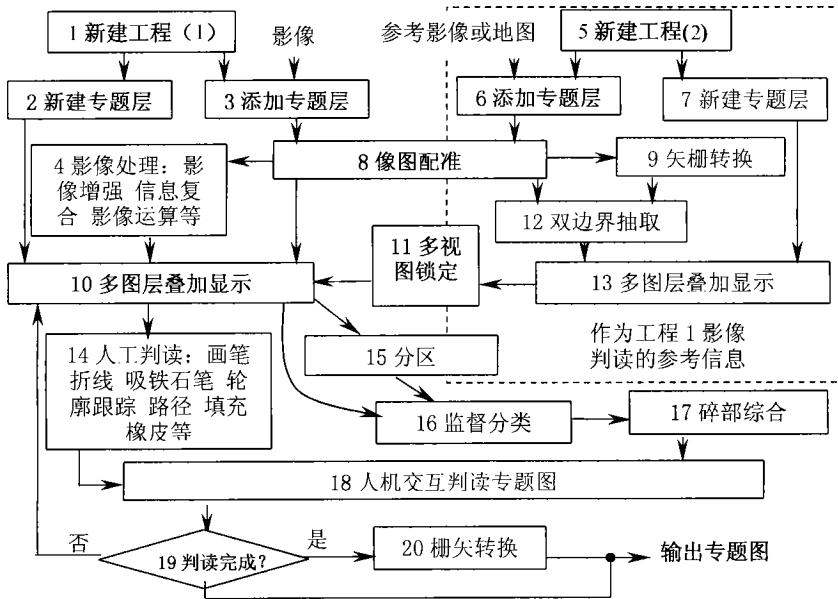 1 新建工程（1）
影像
参考影像或地图
5 新建工程(2)
2 新建专题层
3 添加专题层
6 添加专题层
7 新建专题层
4 影像处理：影
像增强 信息复
合 影像运算等
8 像图配准
9 矢栅转换
12 双边界抽取
11 多视
图锁定
10 多图层叠加显示
13 多图层叠加显示
14 人工判读：画笔
折线 吸铁石笔 轮
廓跟踪 路径 填充
橡皮等
15 分区
作为工程 1 影像
判读的参考信息
16 监督分类
17 碎部综合
18 人机交互判读专题图
否
19 判读完成？
是
20 栅矢转换
输出专题图